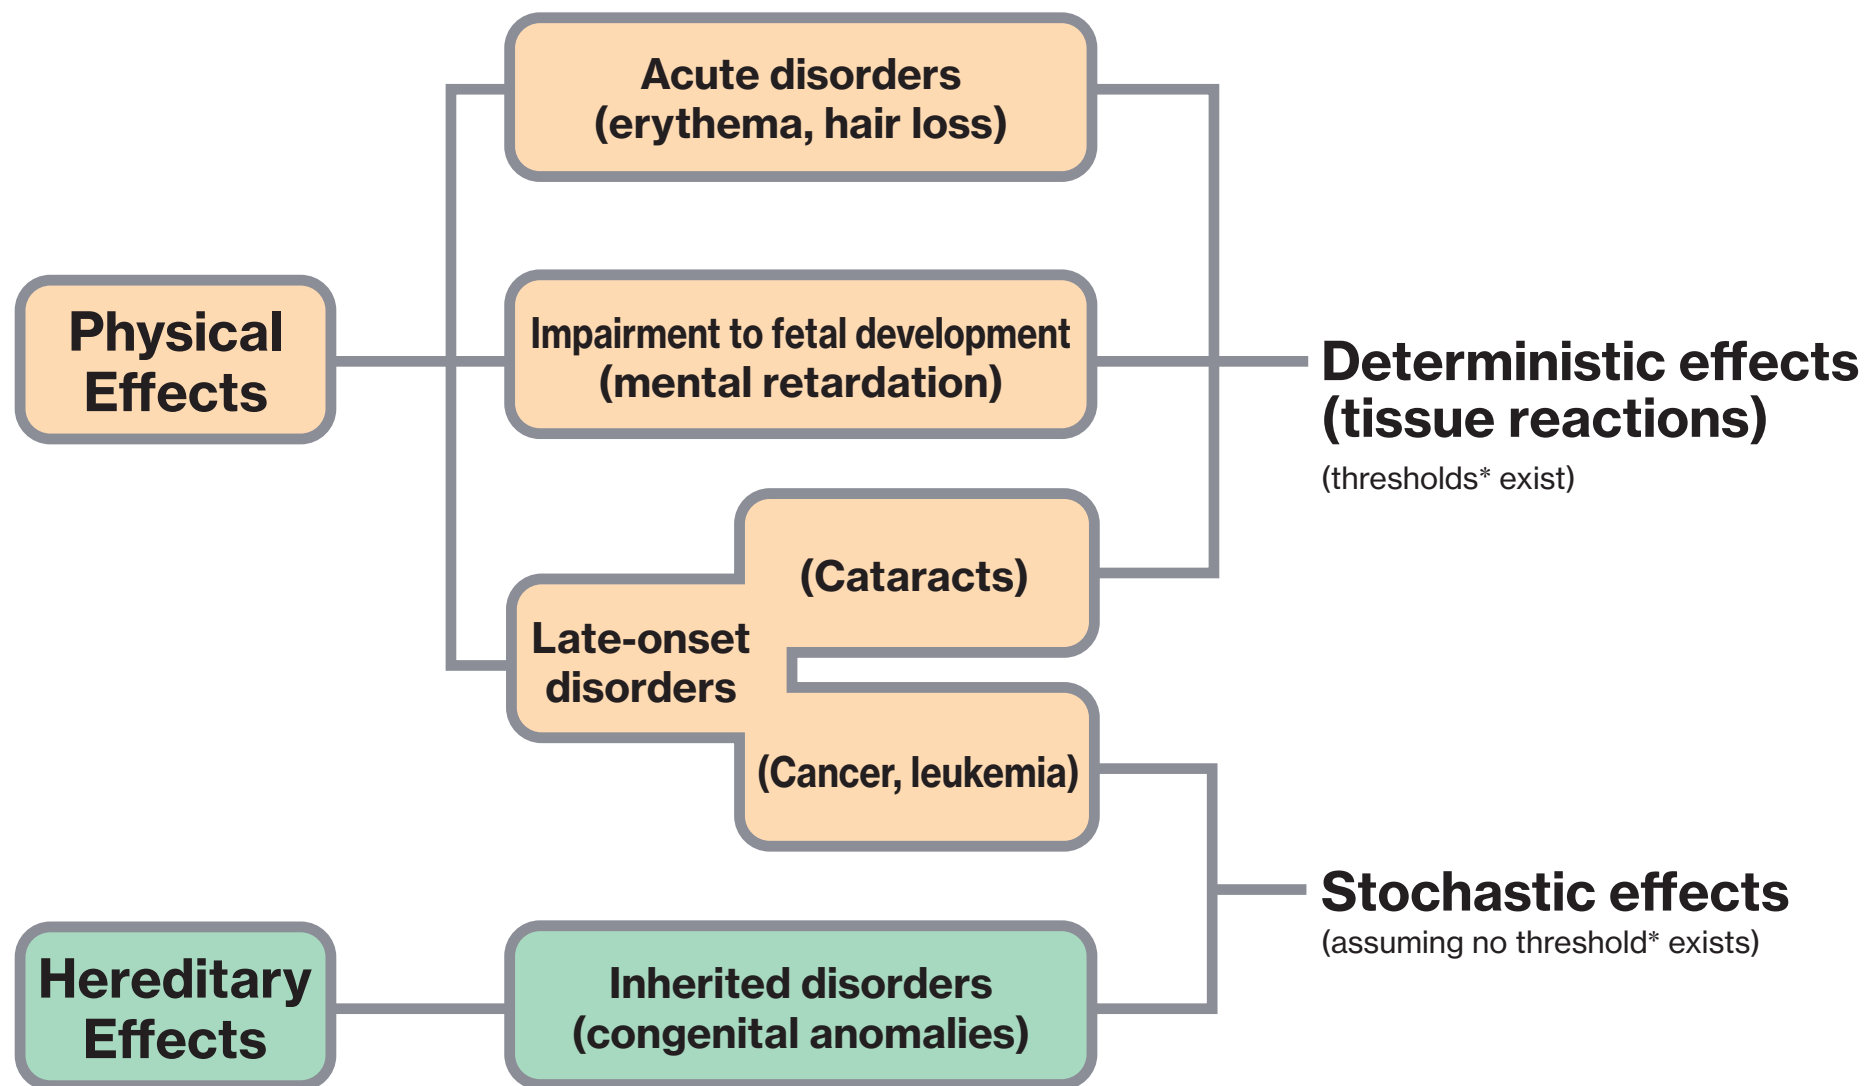 Acute disorders
(erythema, hair loss)
Physical
Effects
Impairment to fetal development
(mental retardation)
Deterministic effects
(tissue reactions)
(thresholds* exist)
(Cataracts)
Late-onset
disorders
(Cancer, leukemia)
Stochastic effects
(assuming no threshold* exists)
Hereditary
Effects
Inherited disorders
(congenital anomalies)